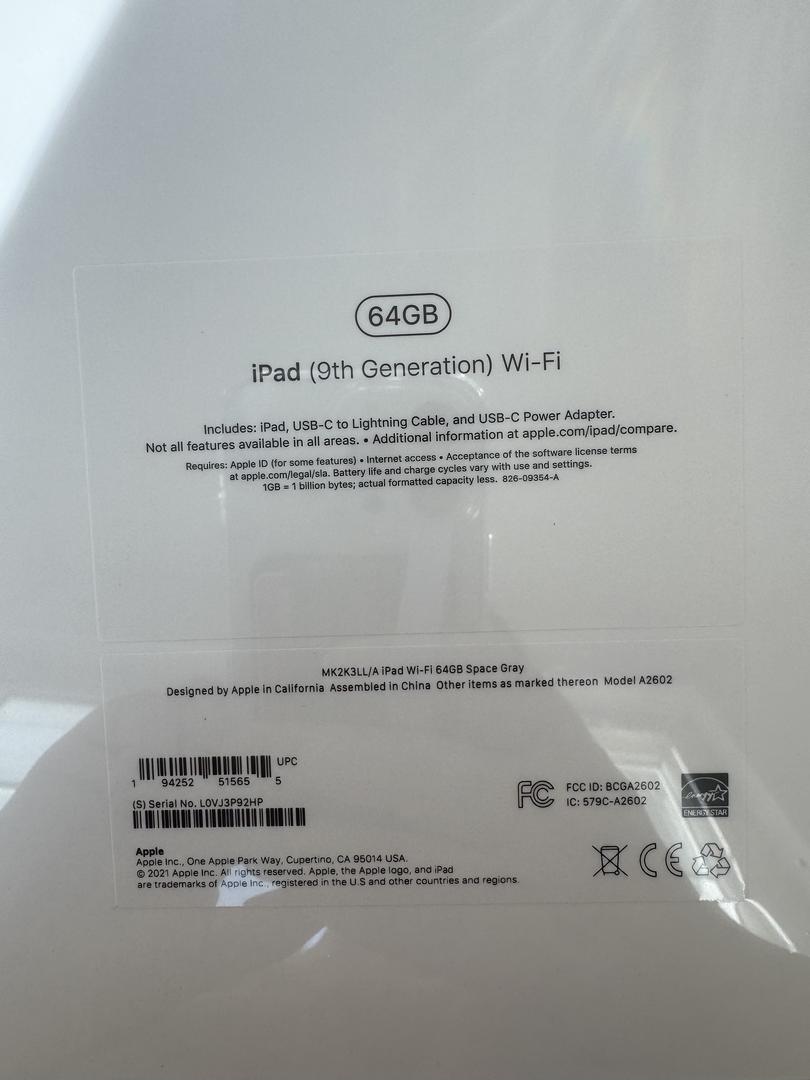 64GB
iPad (9th Generation) Wi-Fi
Includes: iPad, USB-C to Lightning Cable, and USB-C Power Adapter.
Not all features available in all areas. • Additional information at apple.com/ipad/compare.
Requires: Apple ID (for some features) • Internet access • Acceptance of the software license terms
at apple.com/legal/sla. Battery life and charge cycles vary with use and settings.
1GB = 1 billion bytes; actual formatted capacity less. 826-09354-A
MK2K3LL/A iPad Wi-Fi 64GB Space Gray
Designed by Apple in California Assembled in China Other items as marked thereon Model A2602
UPC
1 94252 51565 5
(S) Serial No. L0VJ3P92HP
FC FCC ID: BCGA2602
IC: 579C-A2602
energy
ENERGY STAR
Apple
Apple Inc., One Apple Park Way, Cupertino, CA 95014 USA.
© 2021 Apple Inc. All rights reserved. Apple, the Apple logo, and iPad
are trademarks of Apple Inc., registered in the U.S and other countries and regions.
CE